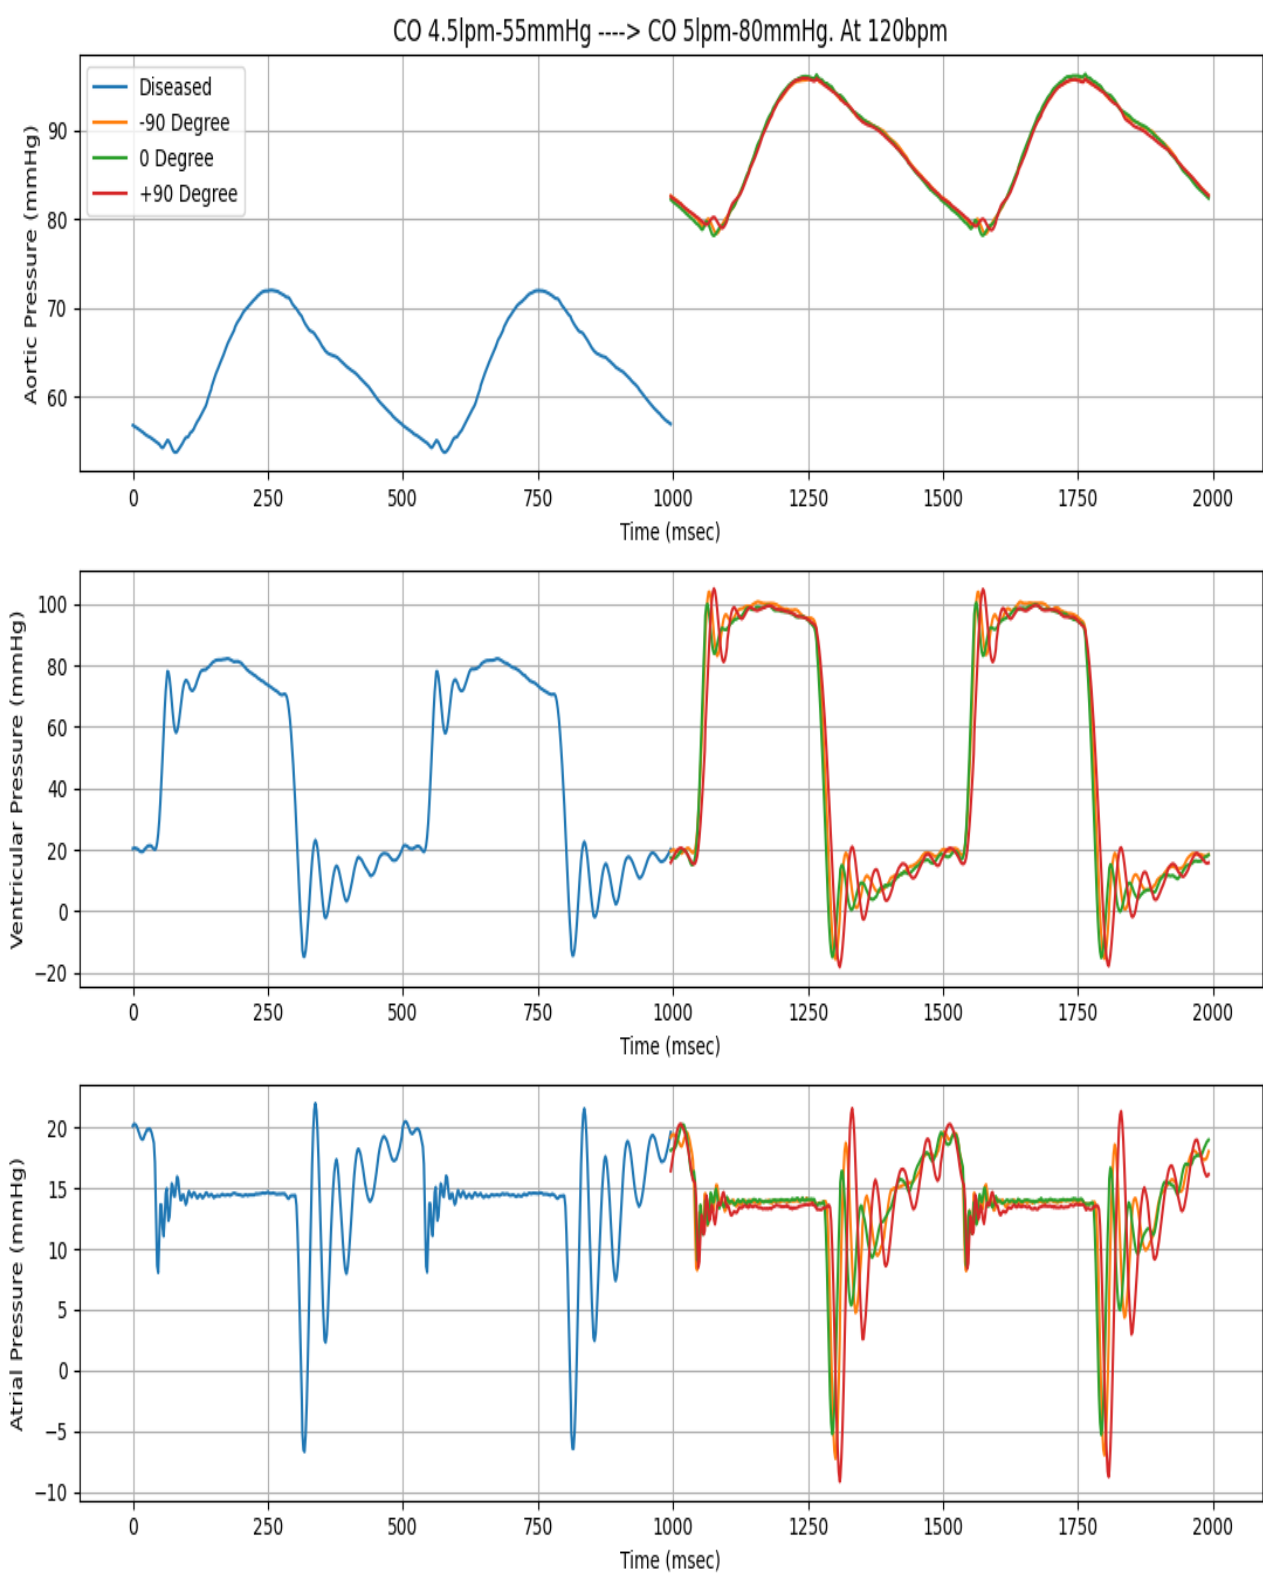 CO 4.5lpm-55mmHg ----> CO 5lpm-80mmHg. At 120bpm
Diseased
-90 Degree
0 Degree
+90 Degree
Aortic Pressure (mmHg)
90
80
70
60
0 250 500 750 1000 1250 1500 1750 2000
Time (msec)
Ventricular Pressure (mmHg)
100
80
60
40
20
0
−20
0 250 500 750 1000 1250 1500 1750 2000
Time (msec)
Atrial Pressure (mmHg)
20
15
10
5
0
−5
−10
0 250 500 750 1000 1250 1500 1750 2000
Time (msec)